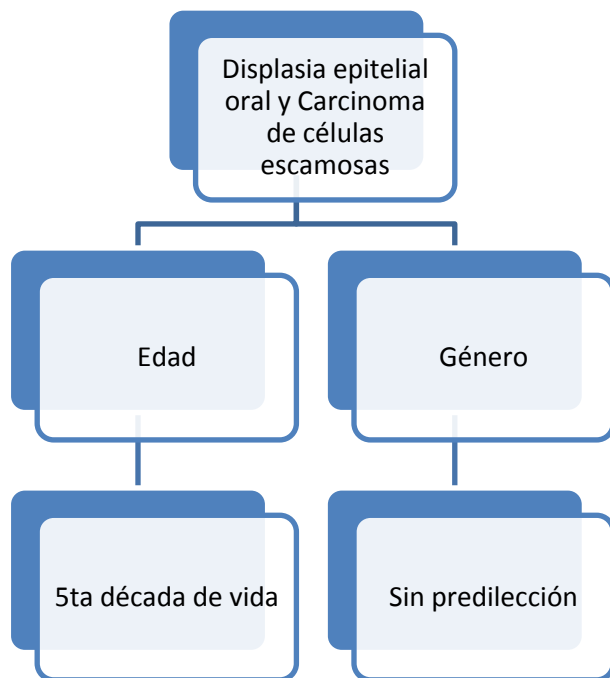 Displasia epitelial
oral y Carcinoma
de células
escamosas
Edad
Género
5ta década de vida
Sin predilección